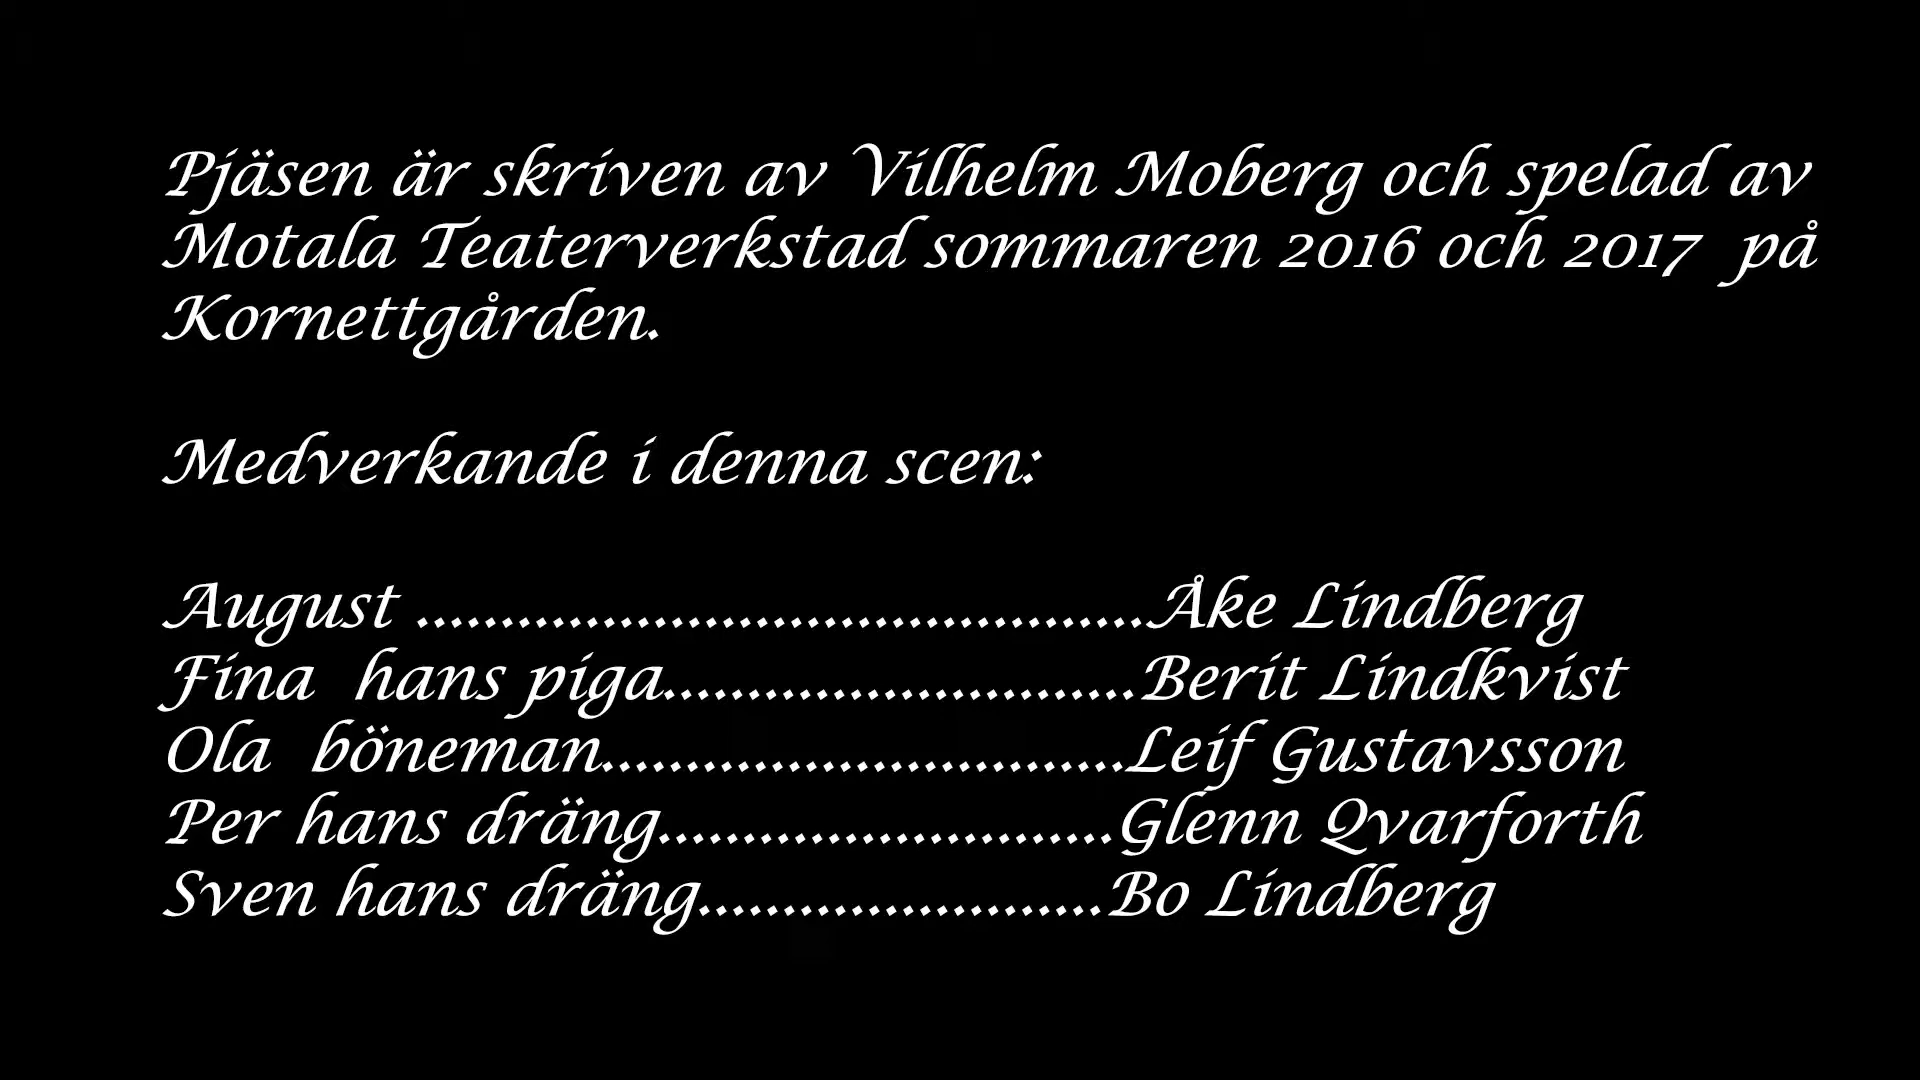 Pjäsen är skriven av Vilhelm Moberg och spelad av
Motala Teaterverkstad sommaren 2016 och 2017 på
Kornettgården.
Medverkande i denna scen:
August ...........................................Åke Lindberg
Fina hans piga............................Berit Lindkvist
Ola böneman...............................Leif Gustavsson
Per hans dräng...........................Glenn Qvarforth
Sven hans dräng........................Bo Lindberg